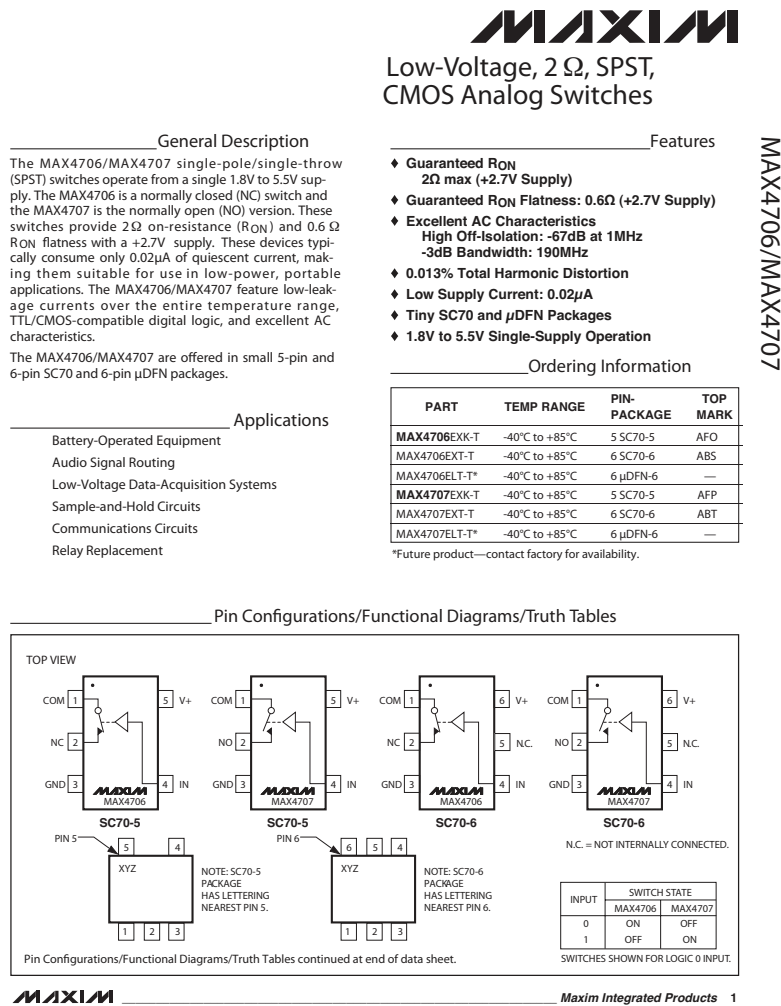 MAXIM
Low-Voltage, 2 Ω, SPST,
CMOS Analog Switches
MAX4706/MAX4707
General Description
The MAX4706/MAX4707 single-pole/single-throw
(SPST) switches operate from a single 1.8V to 5.5V sup-
ply. The MAX4706 is a normally closed (NC) switch and
the MAX4707 is the normally open (NO) version. These
switches provide 2Ω on-resistance (RON) and 0.6 Ω
RON flatness with a +2.7V supply. These devices typi-
cally consume only 0.02µA of quiescent current, mak-
ing them suitable for use in low-power, portable
applications. The MAX4706/MAX4707 feature low-leak-
age currents over the entire temperature range,
TTL/CMOS-compatible digital logic, and excellent AC
characteristics.
The MAX4706/MAX4707 are offered in small 5-pin and
6-pin SC70 and 6-pin µDFN packages.
Applications
Battery-Operated Equipment
Audio Signal Routing
Low-Voltage Data-Acquisition Systems
Sample-and-Hold Circuits
Communications Circuits
Relay Replacement
Features
♦ Guaranteed RON
2Ω max (+2.7V Supply)
♦ Guaranteed RON Flatness: 0.6Ω (+2.7V Supply)
♦ Excellent AC Characteristics
High Off-Isolation: -67dB at 1MHz
-3dB Bandwidth: 190MHz
♦ 0.013% Total Harmonic Distortion
♦ Low Supply Current: 0.02µA
♦ Tiny SC70 and µDFN Packages
♦ 1.8V to 5.5V Single-Supply Operation
Ordering Information
PART TEMP RANGE PIN-PACKAGE TOP MARK
MAX4706EXK-T -40°C to +85°C 5 SC70-5 AFO
MAX4706EXT-T -40°C to +85°C 6 SC70-6 ABS
MAX4706ELT-T* -40°C to +85°C 6 µDFN-6 —
MAX4707EXK-T -40°C to +85°C 5 SC70-5 AFP
MAX4707EXT-T -40°C to +85°C 6 SC70-6 ABT
MAX4707ELT-T* -40°C to +85°C 6 µDFN-6 —
*Future product—contact factory for availability.
Pin Configurations/Functional Diagrams/Truth Tables
TOP VIEW
COM 1 5 V+
NC 2
GND 3 4 IN
MAXIM
MAX4706
SC70-5
COM 1 5 V+
NO 2
GND 3 4 IN
MAXIM
MAX4707
SC70-5
COM 1 6 V+
NC 2 5 N.C.
GND 3 4 IN
MAXIM
MAX4706
SC70-6
COM 1 6 V+
NO 2 5 N.C.
GND 3 4 IN
MAXIM
MAX4707
SC70-6
PIN 5
5 4
XYZ
1 2 3
NOTE: SC70-5
PACKAGE
HAS LETTERING
NEAREST PIN 5.
PIN 6
6 5 4
XYZ
1 2 3
NOTE: SC70-6
PACKAGE
HAS LETTERING
NEAREST PIN 6.
N.C. = NOT INTERNALLY CONNECTED.
INPUT SWITCH STATE
MAX4706 MAX4707
0 ON OFF
1 OFF ON
SWITCHES SHOWN FOR LOGIC 0 INPUT.
Pin Configurations/Functional Diagrams/Truth Tables continued at end of data sheet.
MAXIM
Maxim Integrated Products 1